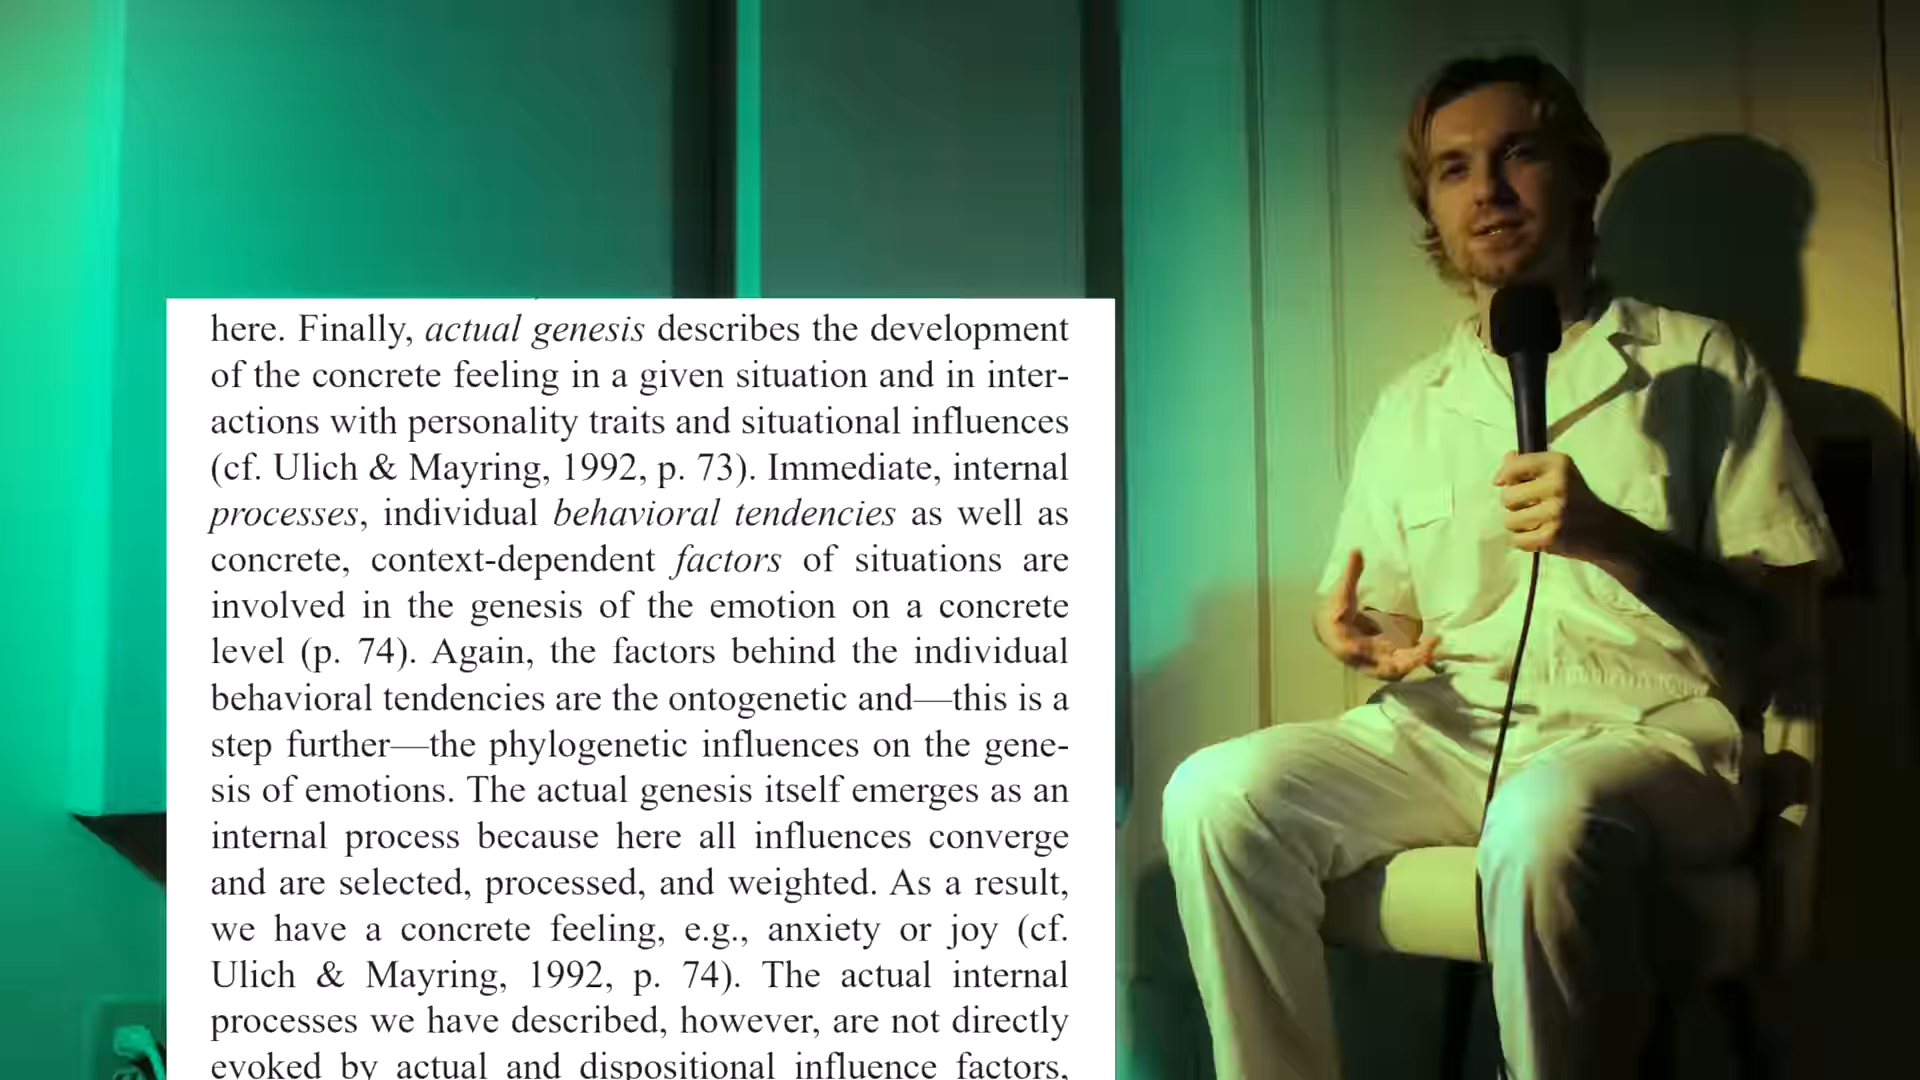 here. Finally, actual genesis describes the development
of the concrete feeling in a given situation and in inter-
actions with personality traits and situational influences
(cf. Ulich & Mayring, 1992, p. 73). Immediate, internal
processes, individual behavioral tendencies as well as
concrete, context-dependent factors of situations are
involved in the genesis of the emotion on a concrete
level (p. 74). Again, the factors behind the individual
behavioral tendencies are the ontogenetic and—this is a
step further—the phylogenetic influences on the gene-
sis of emotions. The actual genesis itself emerges as an
internal process because here all influences converge
and are selected, processed, and weighted. As a result,
we have a concrete feeling, e.g., anxiety or joy (cf.
Ulich & Mayring, 1992, p. 74). The actual internal
processes we have described, however, are not directly
evoked by actual and dispositional influence factors,